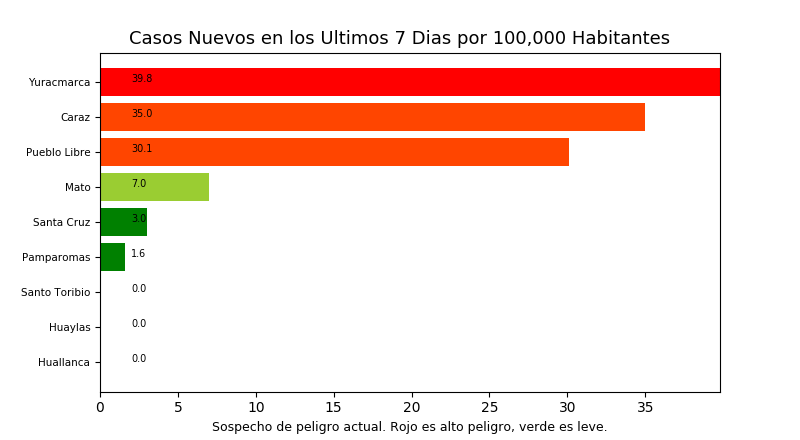 Casos Nuevos en los Ultimos 7 Dias por 100,000 Habitantes
Yuracmarca 39.8
Caraz 35.0
Pueblo Libre 30.1
Mato 7.0
Santa Cruz 3.0
Pamparomas 1.6
Santo Toribio 0.0
Huaylas 0.0
Huallanca 0.0
0 5 10 15 20 25 30 35
Sospecho de peligro actual. Rojo es alto peligro, verde es leve.